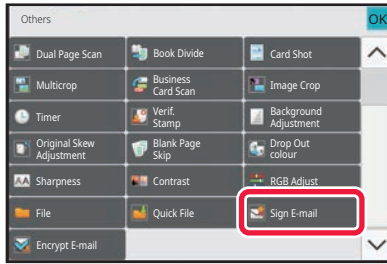 Others
OK
Dual Page Scan
Book Divide
Card Shot
Multicrop
Business
Card Scan
Image Crop
Timer
Verif.
Stamp
Background
Adjustment
Original Skew
Adjustment
Blank Page
Skip
Drop Out
colour
AA Sharpness
Contrast
RGB Adjust
File
Quick File
Sign E-mail
Encrypt E-mail